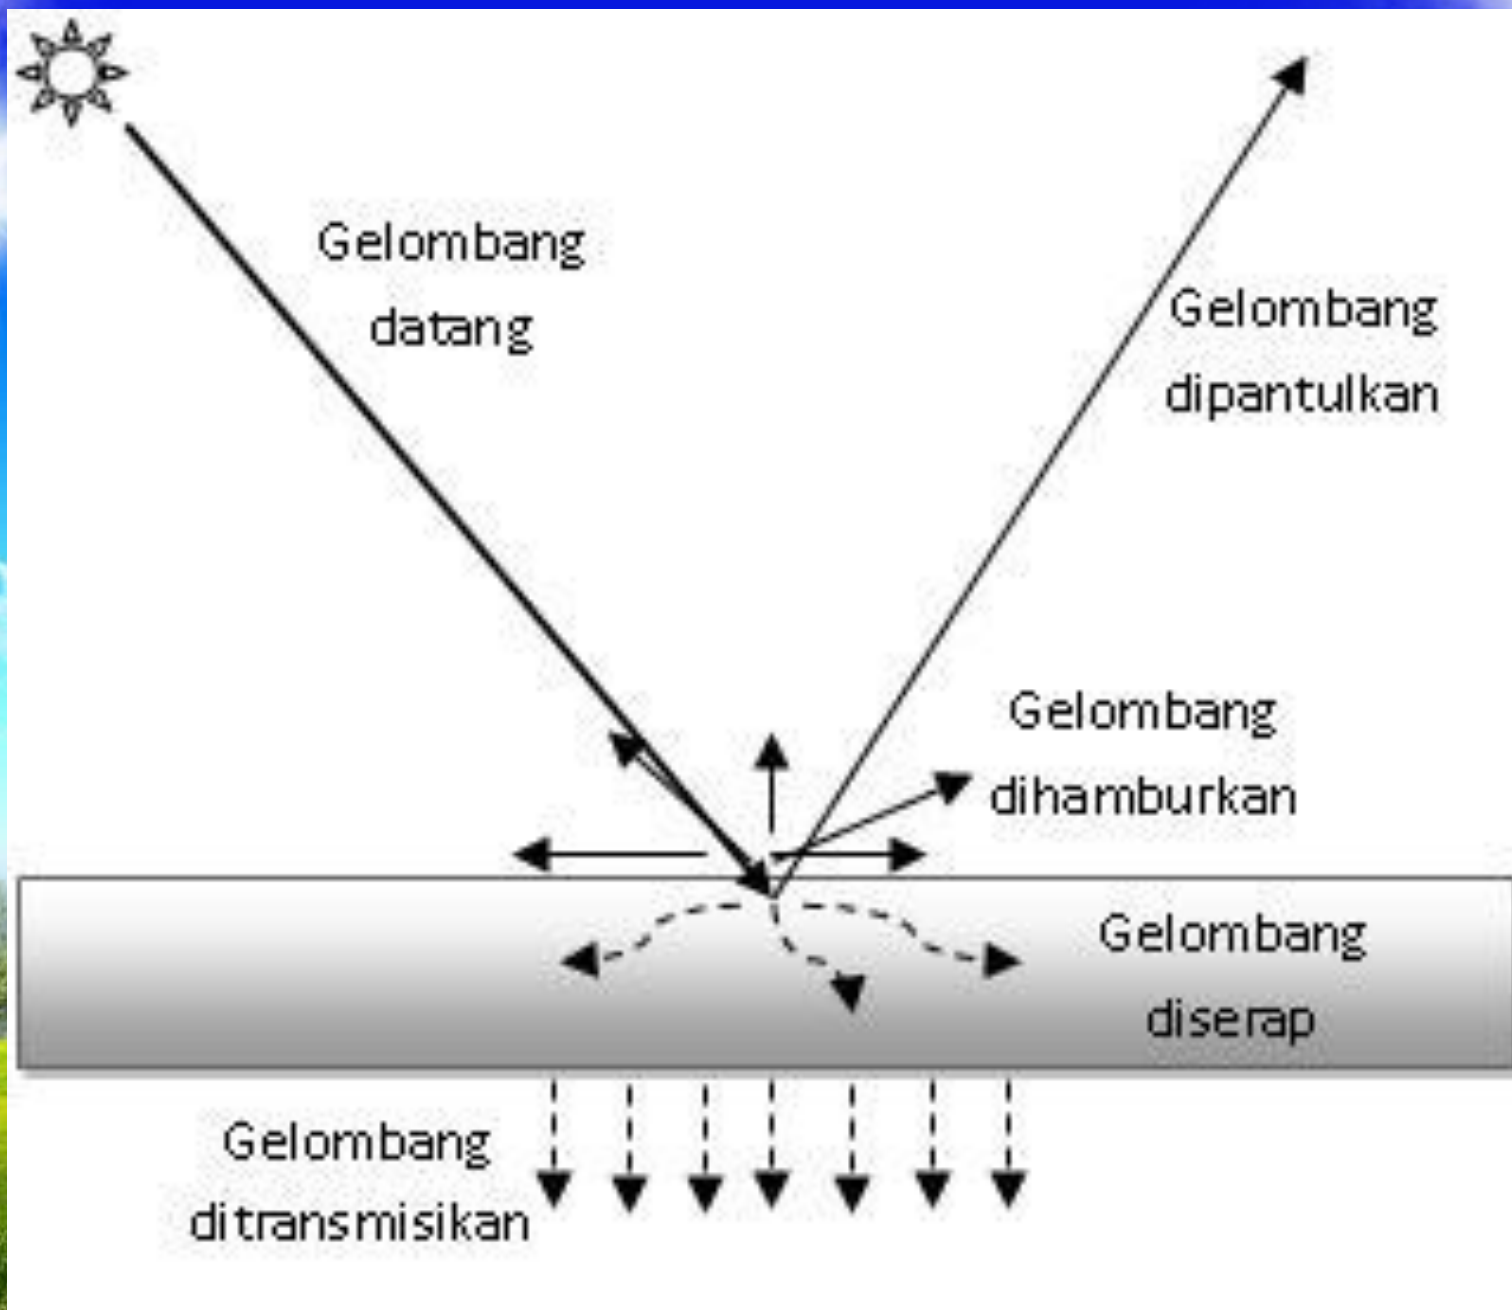 Gelombang
datang
Gelombang
dipantulkan
Gelombang
dihamburkan
Gelombang
diserap
Gelombang
ditransmisikan